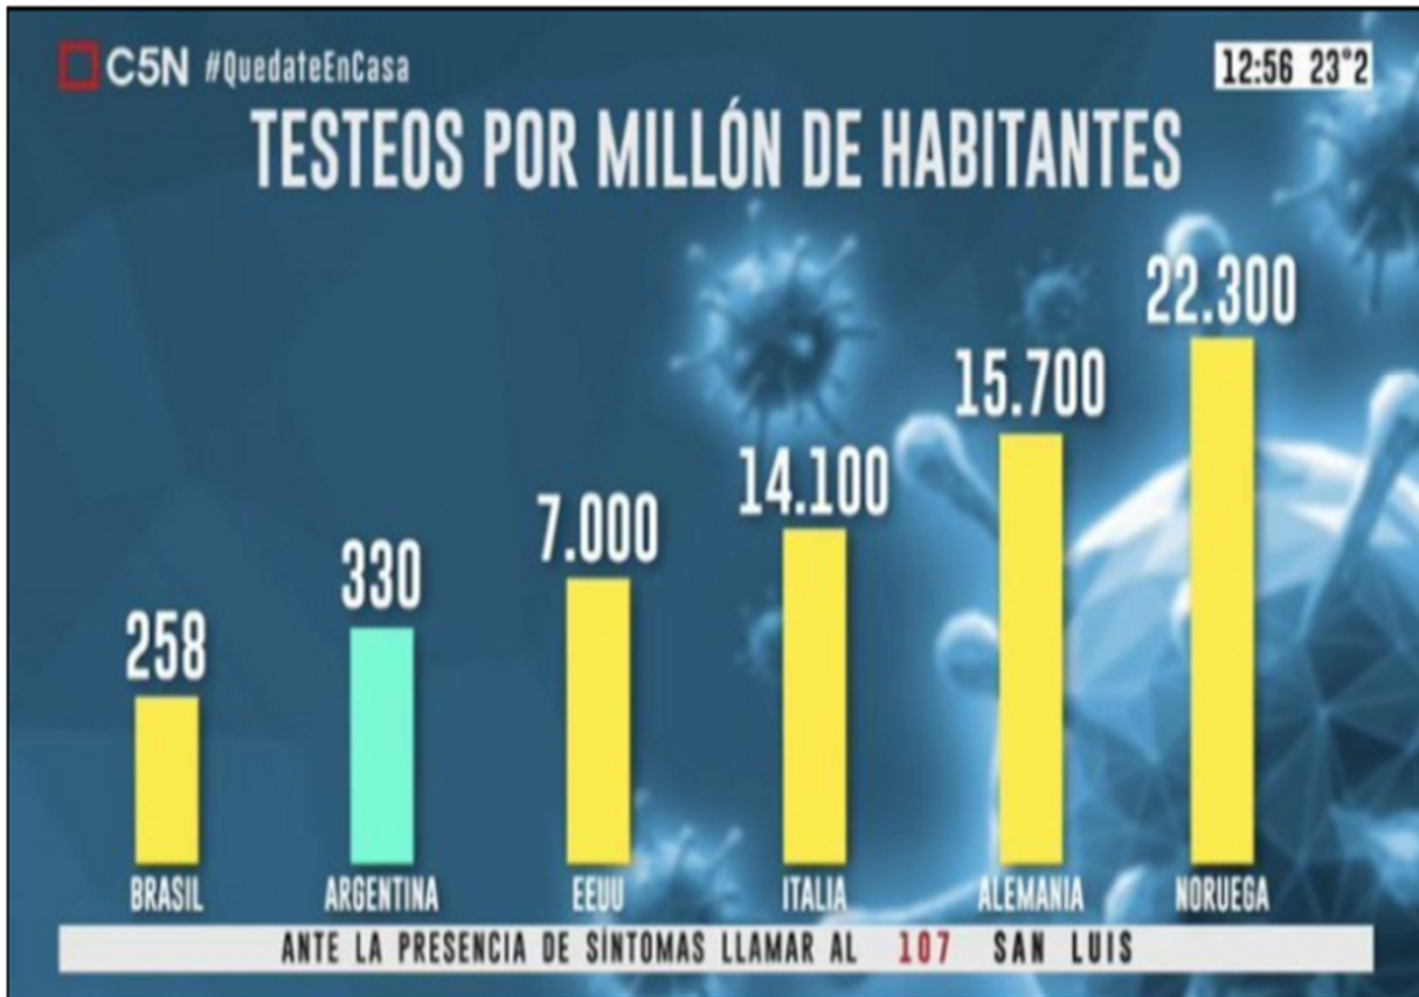 C5N #QuedateEnCasa
12:56 23°2
TESTEOS POR MILLÓN DE HABITANTES
258
330
7.000
14.100
15.700
22.300
BRASIL
ARGENTINA
EEUU
ITALIA
ALEMANIA
NORUEGA
ANTE LA PRESENCIA DE SÍNTOMAS LLAMAR AL 107 SAN LUIS